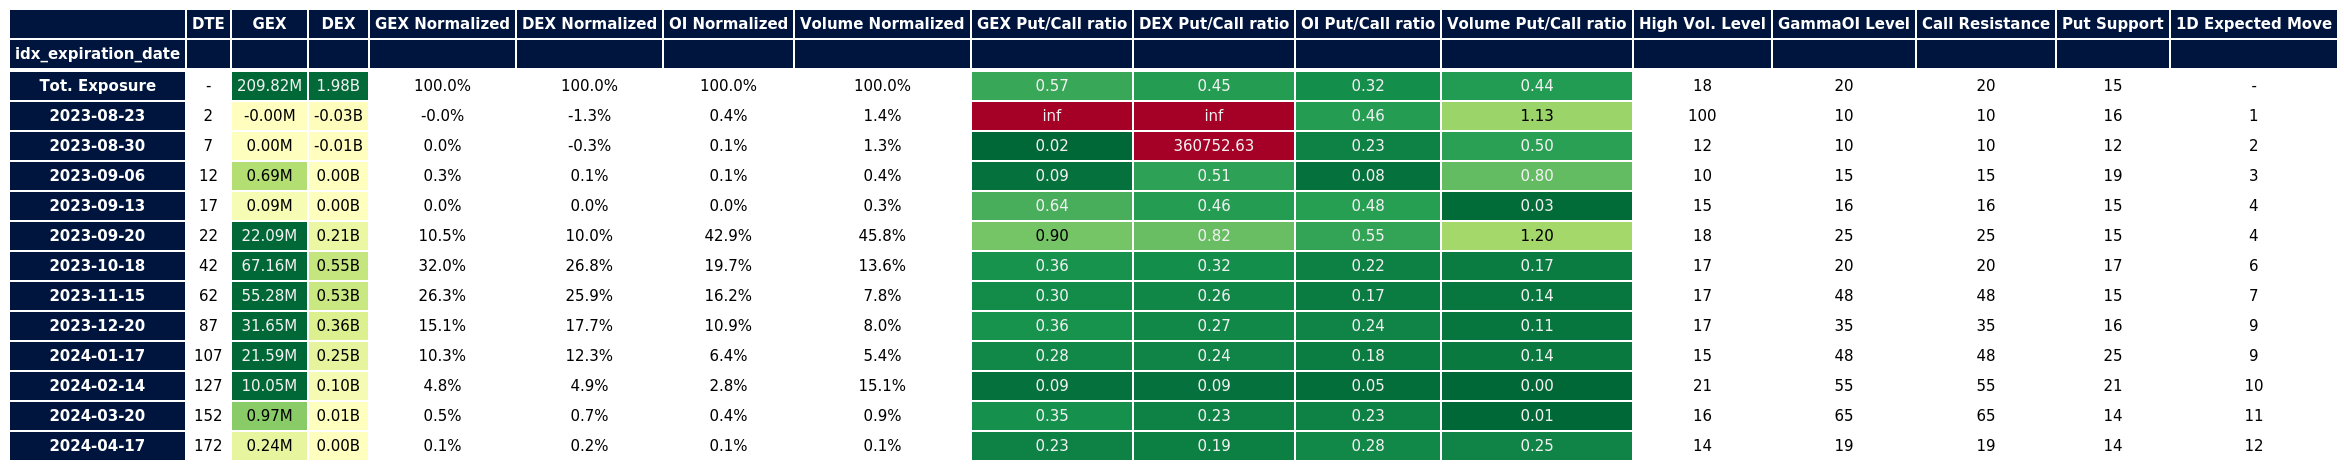 DTE GEX DEX GEX Normalized DEX Normalized OI Normalized Volume Normalized GEX Put/Call ratio DEX Put/Call ratio OI Put/Call ratio Volume Put/Call ratio High Vol. Level GammaOI Level Call Resistance Put Support 1D Expected Move
idx_expiration_date
Tot. Exposure - 209.82M 1.98B 100.0% 100.0% 100.0% 100.0% 0.57 0.45 0.32 0.44 18 20 20 15 -
2023-08-23 2 -0.00M -0.03B -0.0% -1.3% 0.4% 1.4% inf inf 0.46 1.13 100 10 10 16 1
2023-08-30 7 0.00M -0.01B 0.0% -0.3% 0.1% 1.3% 0.02 360752.63 0.23 0.50 12 10 10 12 2
2023-09-06 12 0.69M 0.00B 0.3% 0.1% 0.1% 0.4% 0.09 0.51 0.08 0.80 10 15 15 19 3
2023-09-13 17 0.09M 0.00B 0.0% 0.0% 0.0% 0.3% 0.64 0.46 0.48 0.03 15 16 16 15 4
2023-09-20 22 22.09M 0.21B 10.5% 10.0% 42.9% 45.8% 0.90 0.82 0.55 1.20 18 25 25 15 4
2023-10-18 42 67.16M 0.55B 32.0% 26.8% 19.7% 13.6% 0.36 0.32 0.22 0.17 17 20 20 17 6
2023-11-15 62 55.28M 0.53B 26.3% 25.9% 16.2% 7.8% 0.30 0.26 0.17 0.14 17 48 48 15 7
2023-12-20 87 31.65M 0.36B 15.1% 17.7% 10.9% 8.0% 0.36 0.27 0.24 0.11 17 35 35 16 9
2024-01-17 107 21.59M 0.25B 10.3% 12.3% 6.4% 5.4% 0.28 0.24 0.18 0.14 15 48 48 25 9
2024-02-14 127 10.05M 0.10B 4.8% 4.9% 2.8% 15.1% 0.09 0.09 0.05 0.00 21 55 55 21 10
2024-03-20 152 0.97M 0.01B 0.5% 0.7% 0.4% 0.9% 0.35 0.23 0.23 0.01 16 65 65 14 11
2024-04-17 172 0.24M 0.00B 0.1% 0.2% 0.1% 0.1% 0.23 0.19 0.28 0.25 14 19 19 14 12